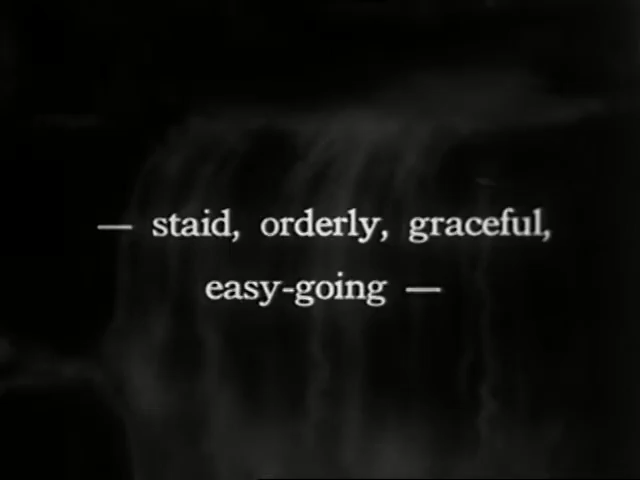 — staid, orderly, graceful,
easy-going —